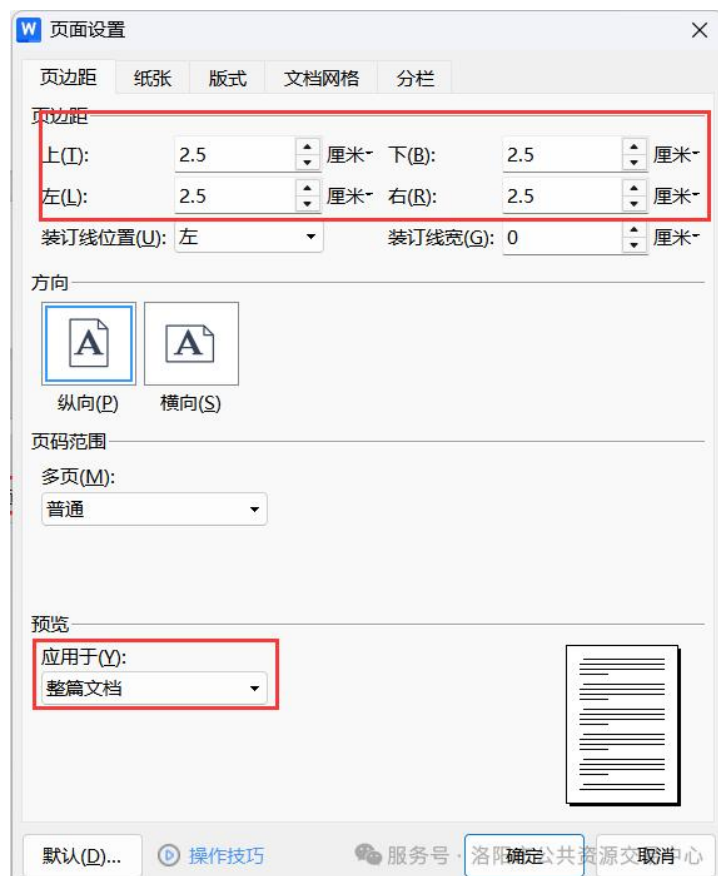 W 页面设置
页边距 纸张 版式 文档网格 分栏
页边距
上(T): 2.5 厘米 下(B): 2.5 厘米
左(L): 2.5 厘米 右(R): 2.5 厘米
装订线位置(U): 左 装订线宽(G): 0 厘米
方向
A A
纵向(P) 横向(S)
页码范围
多页(M):
普通
预览
应用于(Y):
整篇文档
默认(D)... 操作技巧 确定 取消
服务号 · 洛阳 公共资源交 中心